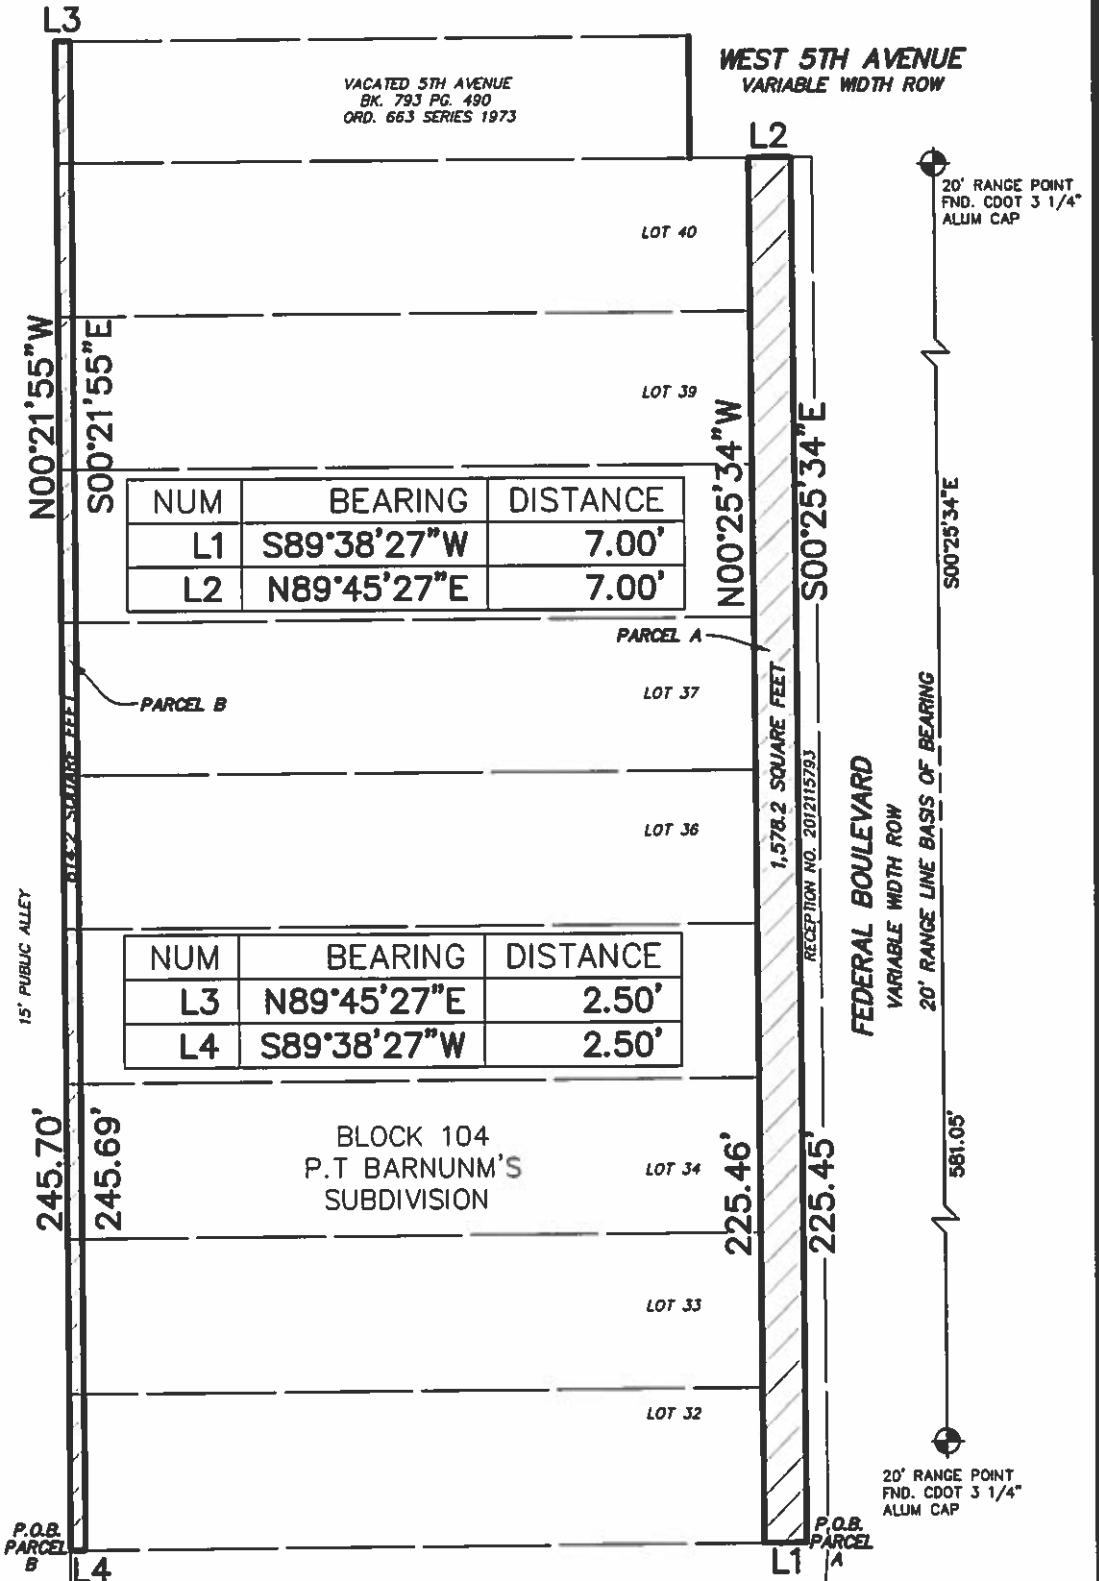 L3
WEST 5TH AVENUE
VARIABLE WIDTH ROW
VACATED 5TH AVENUE
BK. 793 PG. 490
ORD. 663 SERIES 1973
L2
20' RANGE POINT
FND. CDOT 3 1/4"
ALUM CAP
LOT 40
LOT 39
N00°21'55"W
S00°21'55"E
N00°25'34"W
S00°25'34"E
S00°25'34"E
NUM BEARING DISTANCE
L1 S89°38'27"W 7.00'
L2 N89°45'27"E 7.00'
PARCEL A
LOT 37
PARCEL B
SQUARE FEET
1,578.2 SQUARE FEET
RECEPTION NO. 2012115793
FEDERAL BOULEVARD
VARIABLE WIDTH ROW
20' RANGE LINE BASIS OF BEARING
LOT 36
15' PUBLIC ALLEY
NUM BEARING DISTANCE
L3 N89°45'27"E 2.50'
L4 S89°38'27"W 2.50'
245.70'
245.69'
BLOCK 104
P.T BARNUNM'S
SUBDIVISION
LOT 34
225.46'
225.45'
581.05'
LOT 33
LOT 32
20' RANGE POINT
FND. CDOT 3 1/4"
ALUM CAP
P.O.B.
PARCEL
B
L4
L1
P.O.B.
PARCEL
A